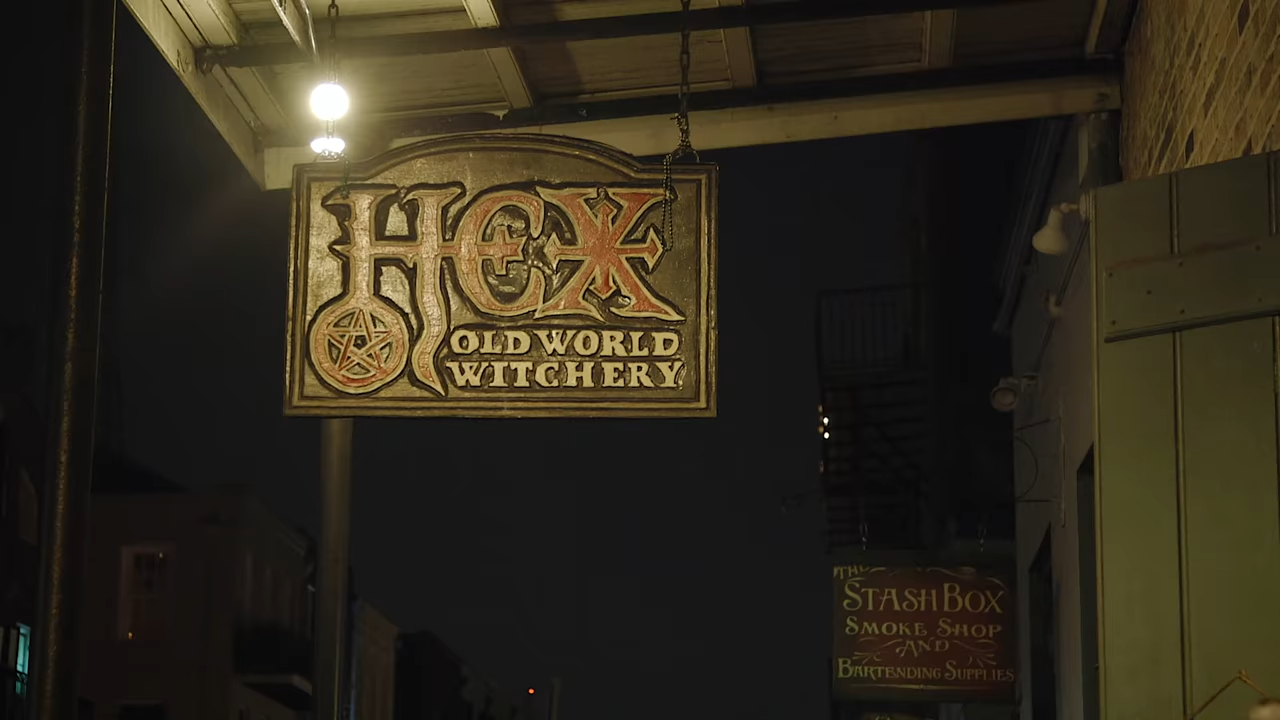 HEX
OLD WORLD
WITCHERY
THE
STASH BOX
SMOKE SHOP
AND
BARTENDING SUPPLIES